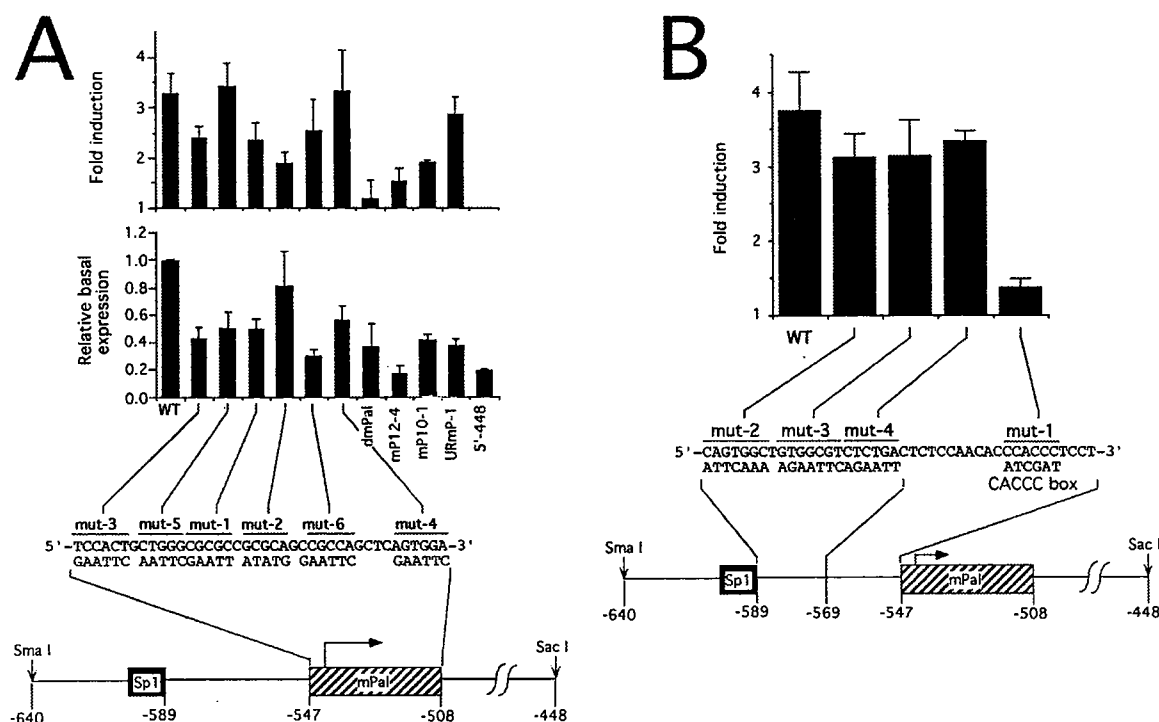 A
Fold induction
4
3
2
1
Relative basal expression
1.2
1.0
0.8
0.6
0.4
0.2
0.0
WT
dmPal
mP12-4
mP10-1
URmP-1
5'-448
mut-3 mut-5 mut-1 mut-2 mut-6 mut-4
5'-TCCACTGCTGGGCGCGCCGCGCAGCCGCCAGCTCAGTGGA-3'
GAATTC AATTCGAATT ATATG GAATTC GAATTC
Sma I
Sac I
Sp1
mPal
-640 -589 -547 -508 -448
B
Fold induction
4
3
2
1
WT
mut-2 mut-3 mut-4 mut-1
5'-CAGTGGCTGTGGCGTCTCTGACTCTCCAACACCCACCCTCCT-3'
ATTCAAA AGAATTCAGAATT ATCGAT
CACCC box
Sma I
Sac I
Sp1
mPal
-640 -589 -569 -547 -508 -448